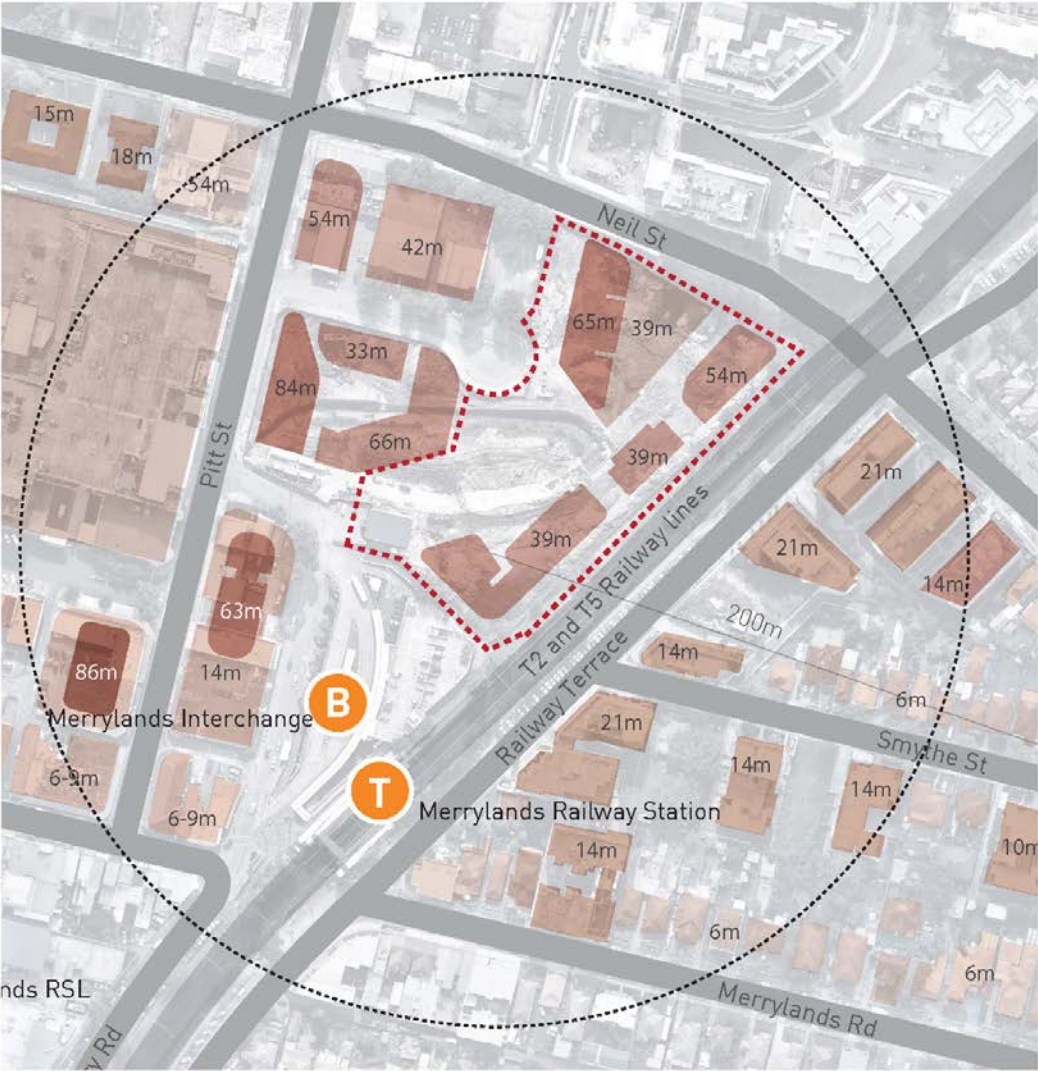 15m
18m
54m
54m
42m
Neil St
65m
39m
33m
84m
54m
66m
Pitt St
39m
21m
39m
21m
14m
T2 and T5 Railway lines
63m
200m
14m
86m
14m
6m
Merrylands Interchange
B
Railway Terrace
21m
Smythe St
6-9m
14m
T
14m
6-9m
Merrylands Railway Station
14m
10m
6m
6m
nds RSL
Merrylands Rd
y Rd